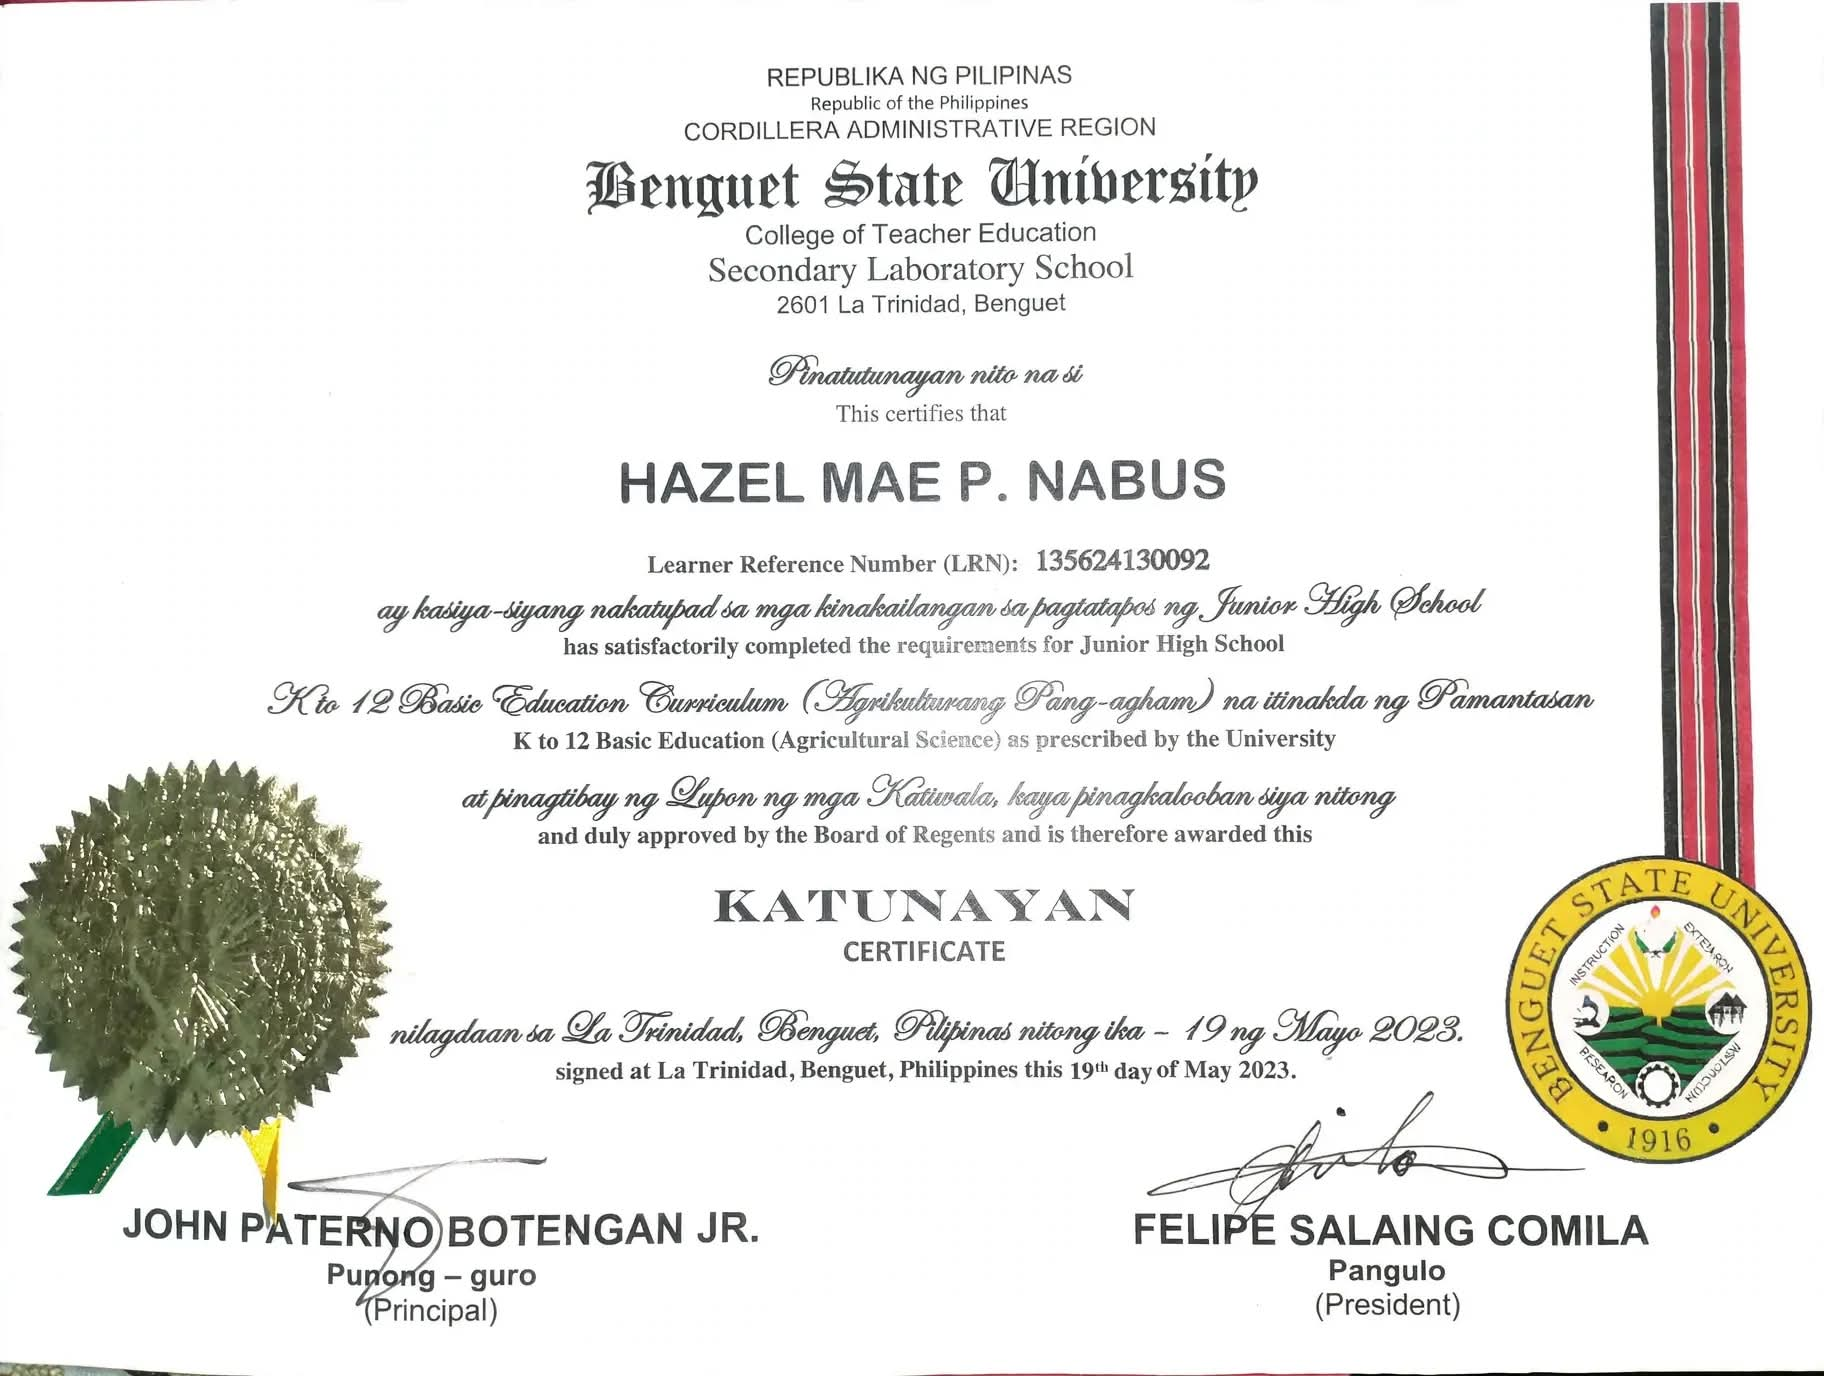 REPUBLIKA NG PILIPINAS
Republic of the Philippines
CORDILLERA ADMINISTRATIVE REGION
Benguet State University
College of Teacher Education
Secondary Laboratory School
2601 La Trinidad, Benguet
Pinatutunayan nito na si
This certifies that
HAZEL MAE P. NABUS
Learner Reference Number (LRN): 135624130092
ay kasiya-siyang nakatupad sa mga kinakailangan sa pagtatapos ng Junior High School
has satisfactorily completed the requirements for Junior High School
K to 12 Basic Education Curriculum (Agrikulturang Pang-agham) na itinakda ng Pamantasan
K to 12 Basic Education (Agricultural Science) as prescribed by the University
at pinagtibay ng Lupon ng mga Katiwala, kaya pinagkalooban siya nitong
and duly approved by the Board of Regents and is therefore awarded this
KATUNAYAN
CERTIFICATE
nilagdaan sa La Trinidad, Benguet, Pilipinas nitong ika - 19 ng Mayo 2023.
signed at La Trinidad, Benguet, Philippines this 19th day of May 2023.
BENGUET STATE UNIVERSITY
INSTRUCTION
1916
JOHN PATERNO BOTENGAN JR.
Punong – guro
(Principal)
FELIPE SALAING COMILA
Pangulo
(President)